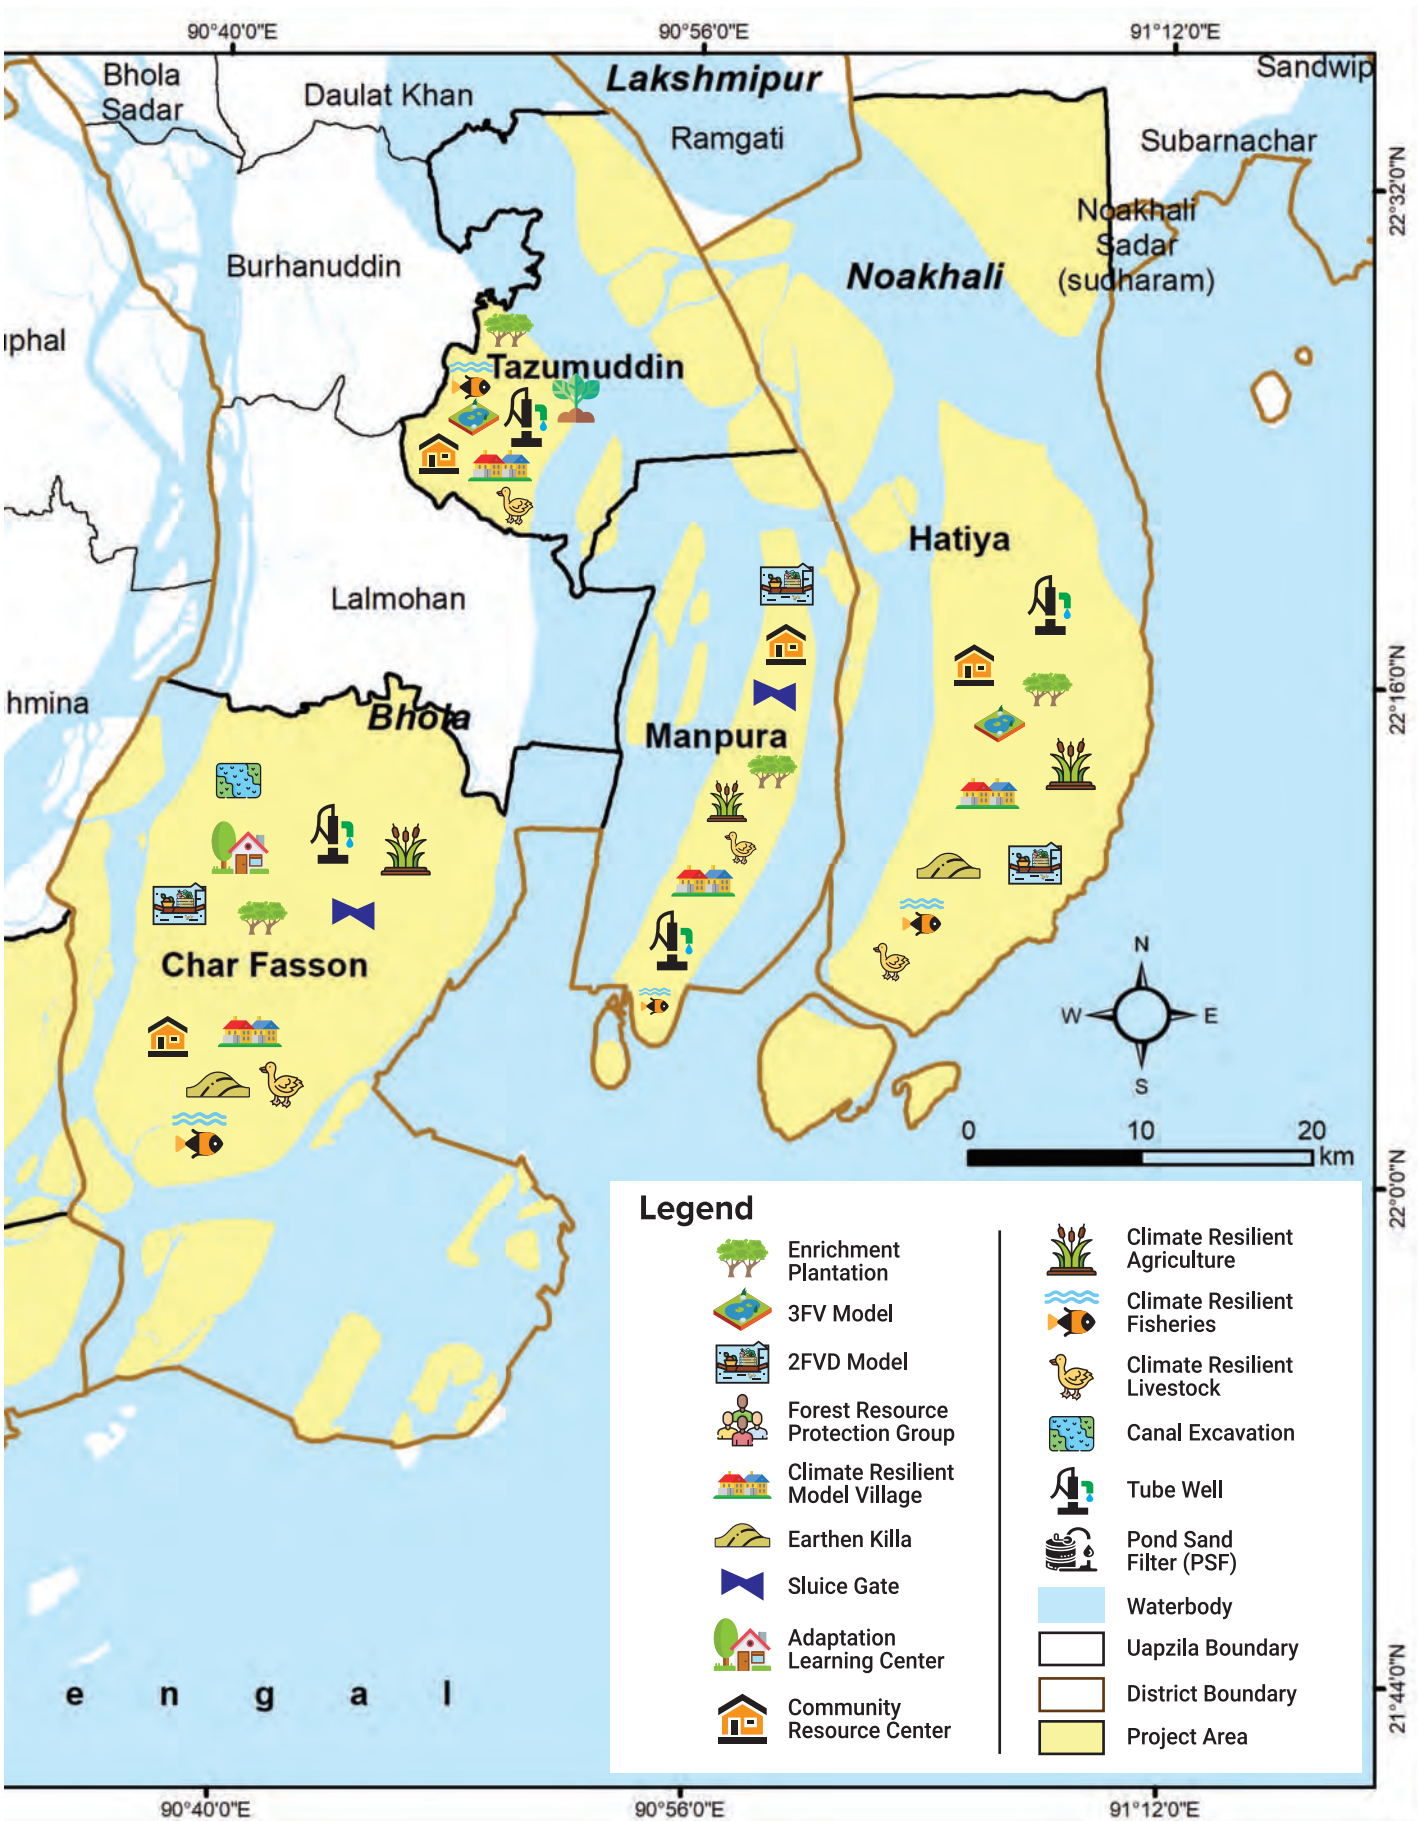 90°40'0"E
90°56'0"E
91°12'0"E
Bhola
Sadar
Daulat Khan
Lakshmipur
Ramgati
Sandwip
Subarnachar
22°32'0"N
Noakhali
Sadar
(sudharam)
Burhanuddin
Noakhali
uphal
Tazumuddin
Hatiya
Lalmohan
22°16'0"N
hmina
Bhola
Manpura
Char Fasson
N
W
E
S
0
10
20
km
22°0'0"N
Legend
Enrichment
Plantation
3FV Model
2FVD Model
Forest Resource
Protection Group
Climate Resilient
Model Village
Earthen Killa
Sluice Gate
Adaptation
Learning Center
Community
Resource Center
Climate Resilient
Agriculture
Climate Resilient
Fisheries
Climate Resilient
Livestock
Canal Excavation
Tube Well
Pond Sand
Filter (PSF)
Waterbody
Uapzila Boundary
District Boundary
Project Area
e n g a l
21°44'0"N
90°40'0"E
90°56'0"E
91°12'0"E